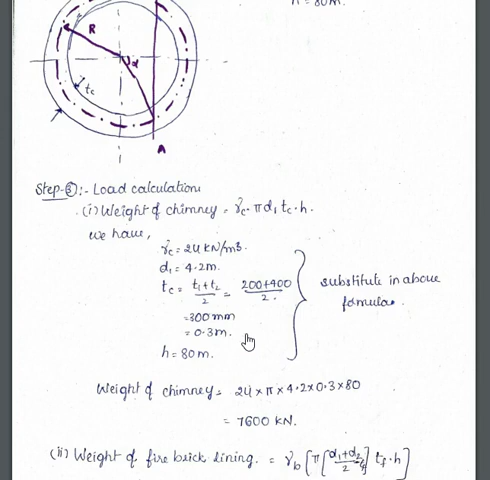 h = 80m.
R
α
tc
A
Step-③:- Load calculation
(i) Weight of chimney = γc. πd1 tc. h.
we have,
γc = 24 kN/m3.
d1 = 4.2m.
tc = t1+t2/2 = 200+400/2.
= 300 mm
= 0.3m.
h = 80m.
substitute in above
formula.
Weight of chimney = 24 × π × 4.2 × 0.3 × 80
= 7600 kN.
(ii) Weight of fire brick lining. = γb [π[d1+d2/2] tf. h]